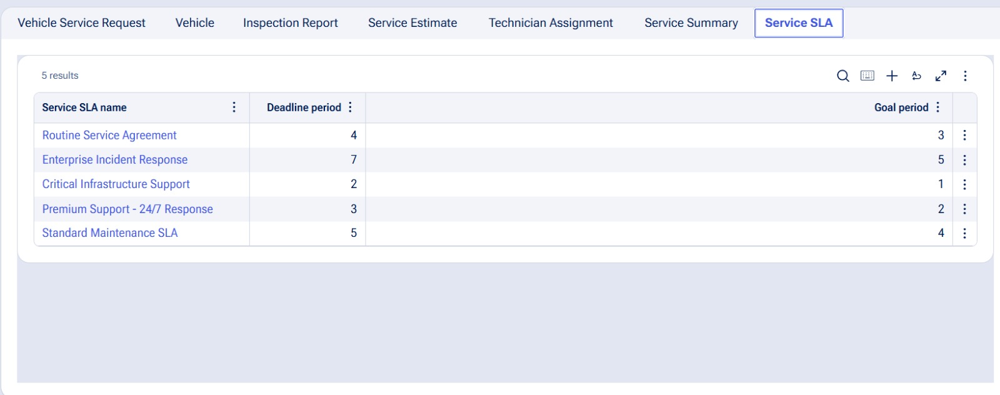 Vehicle Service Request Vehicle Inspection Report Service Estimate Technician Assignment Service Summary Service SLA
5 results
Service SLA name Deadline period Goal period
Routine Service Agreement 4 3
Enterprise Incident Response 7 5
Critical Infrastructure Support 2 1
Premium Support - 24/7 Response 3 2
Standard Maintenance SLA 5 4